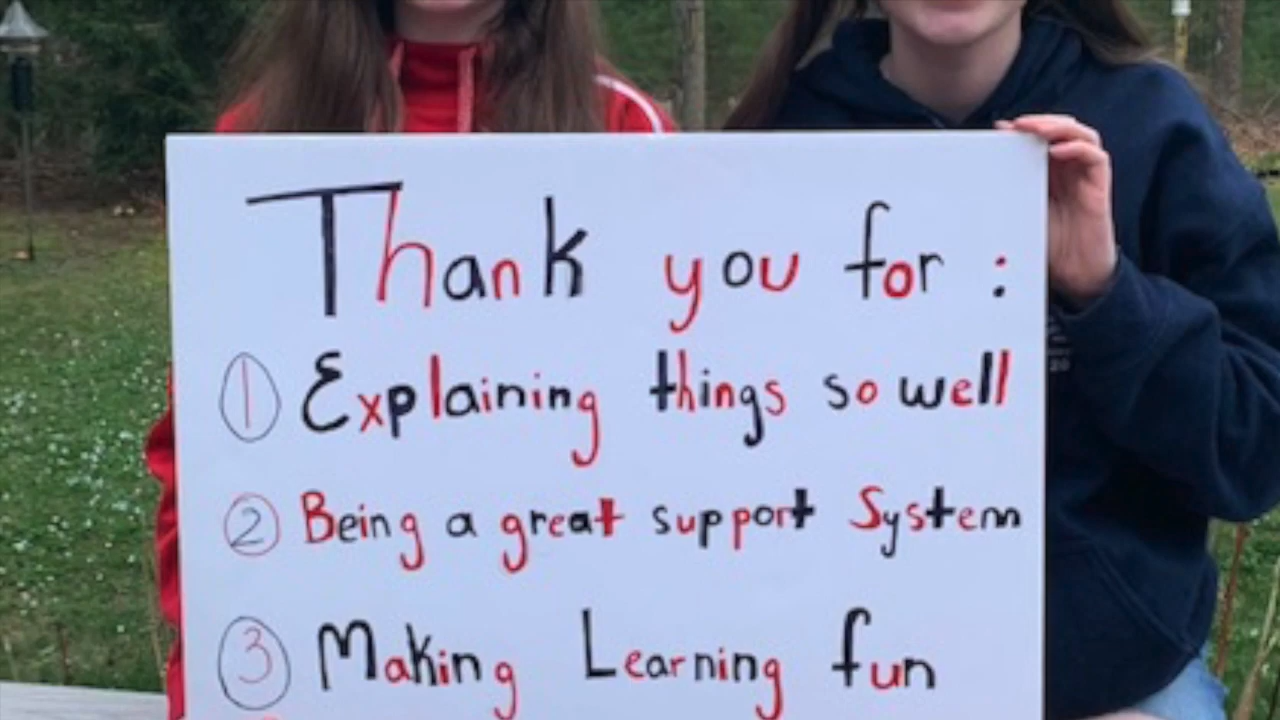 Thank you for :
1 Explaining things so well
2 Being a great support System
3 Making Learning fun